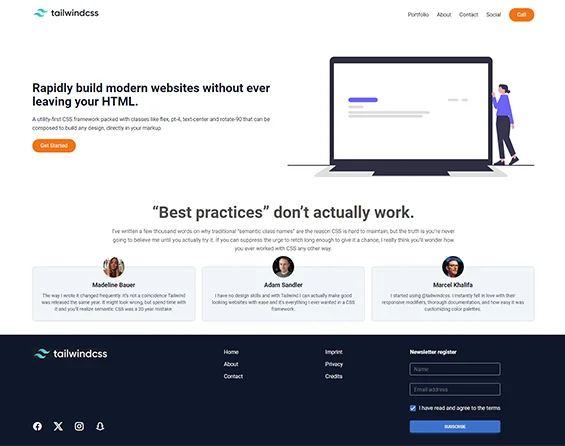 tailwindcss
Portfolio About Contact Social Call
Rapidly build modern websites without ever
leaving your HTML.
A utility-first CSS framework packed with classes like flex, pt-4, text-center and rotate-90 that can be
composed to build any design, directly in your markup
Get Started
“Best practices” don’t actually work.
I've written a few thousand words on why traditional "semantic class names" are the reason CSS is hard to maintain, but the truth is you're never
going to believe me until you actually try it. If you can suppress the urge to retch long enough to give it a chance, I really think you'll wonder how
you ever worked with CSS any other way.
Madeline Bauer
The way I wrote it changed frequently. It's not a coincidence Tailwind
was released the same year. It might look wrong, but spend time with
it and you'll realize semantic CSS was a 20 year mistake.
Adam Sandler
I have no design skills and with Tailwind I can actually make good
looking websites with ease and it's everything I ever wanted in a CSS
framework.
Marcel Khalifa
I started using @tailwindcss. I instantly fell in love with their
responsive modifiers, thorough documentation, and how easy it was
customizing color palettes.
tailwindcss
Home
About
Contact
Imprint
Privacy
Credits
Newsletter register
Name
Email address
I have read and agree to the terms
SUBSCRIBE